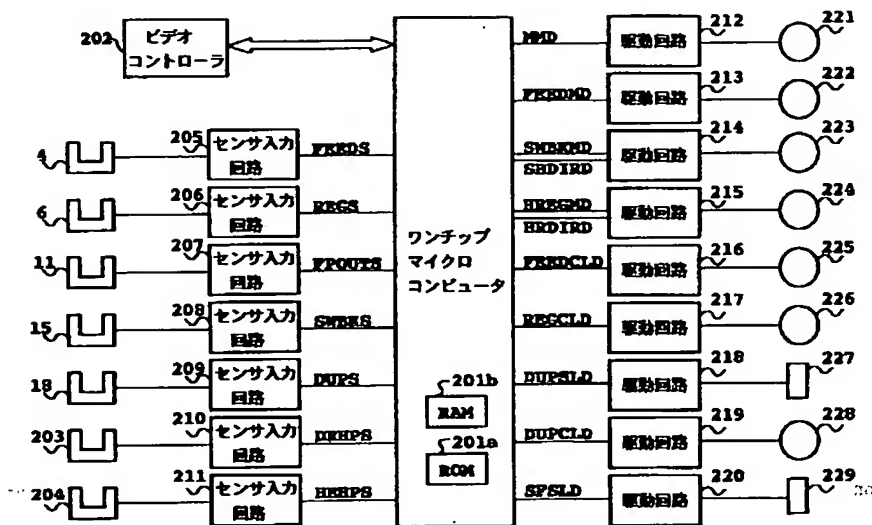 202
ビデオ
コントローラ
MMD
駆動回路
212
221
FEEDMD
駆動回路
213
222
4
205
センサ入力
回路
FEEDS
SWBKMD
SBDIRD
駆動回路
214
223
6
206
センサ入力
回路
REGS
HREGMD
HRDIRD
駆動回路
215
224
11
207
センサ入力
回路
FPOUTS
ワンチップ
マイクロ
コンピュータ
FEEDCLD
駆動回路
216
225
15
208
センサ入力
回路
SWBKS
REGCLD
駆動回路
217
226
18
209
センサ入力
回路
DUPS
201b
RAM
DUPSLD
駆動回路
218
227
203
210
センサ入力
回路
DEHPS
201a
ROM
DUPCLD
駆動回路
219
228
204
211
センサ入力
回路
HEHPS
SPSLD
駆動回路
220
229